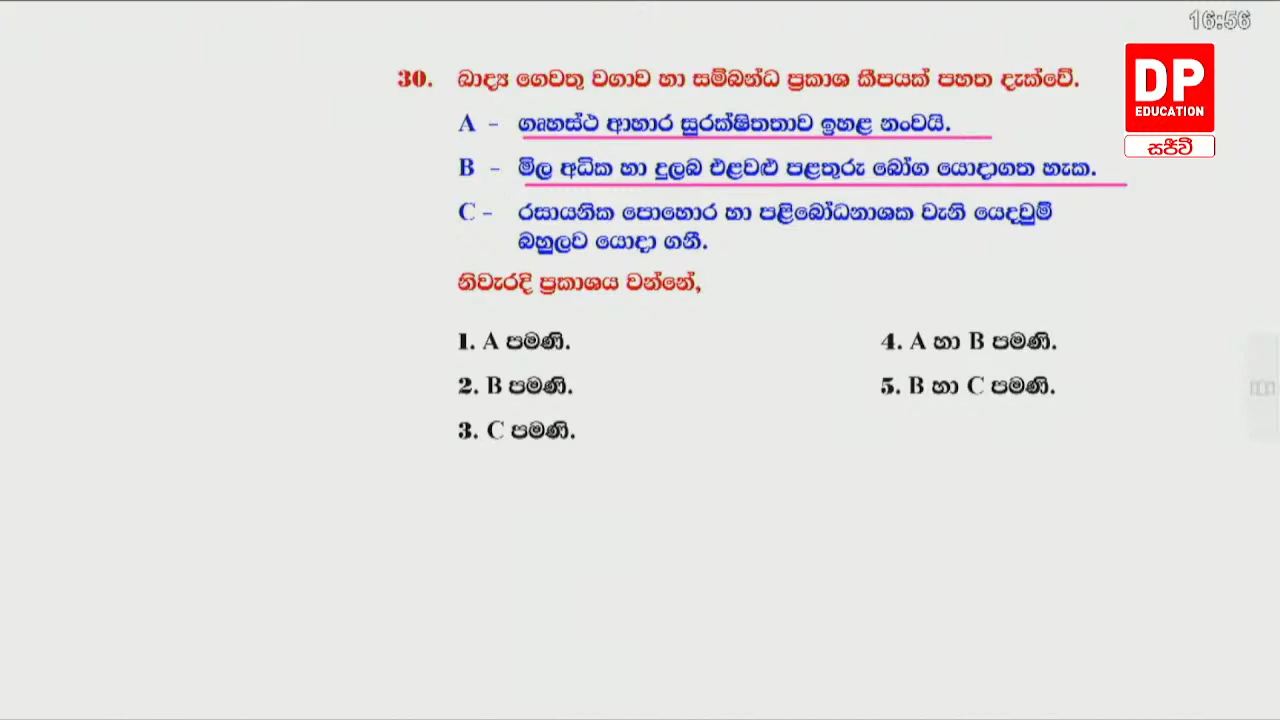 16:56
DP
EDUCATION
සජීවී
30. ඛාද්‍ය ගෙවතු වගාව හා සම්බන්ධ ප්‍රකාශ කීපයක් පහත දැක්වේ.
A - ගෘහස්ථ ආහාර සුරක්ෂිතතාව ඉහළ නංවයි.
B - මිල අධික හා දුලබ එළවළු පළතුරු බෝග යොදාගත හැක.
C - රසායනික පොහොර හා පළිබෝධනාශක වැනි යෙදවුම්
බහුලව යොදා ගනී.
නිවැරදි ප්‍රකාශය වන්නේ,
1. A පමණි.
2. B පමණි.
3. C පමණි.
4. A හා B පමණි.
5. B හා C පමණි.